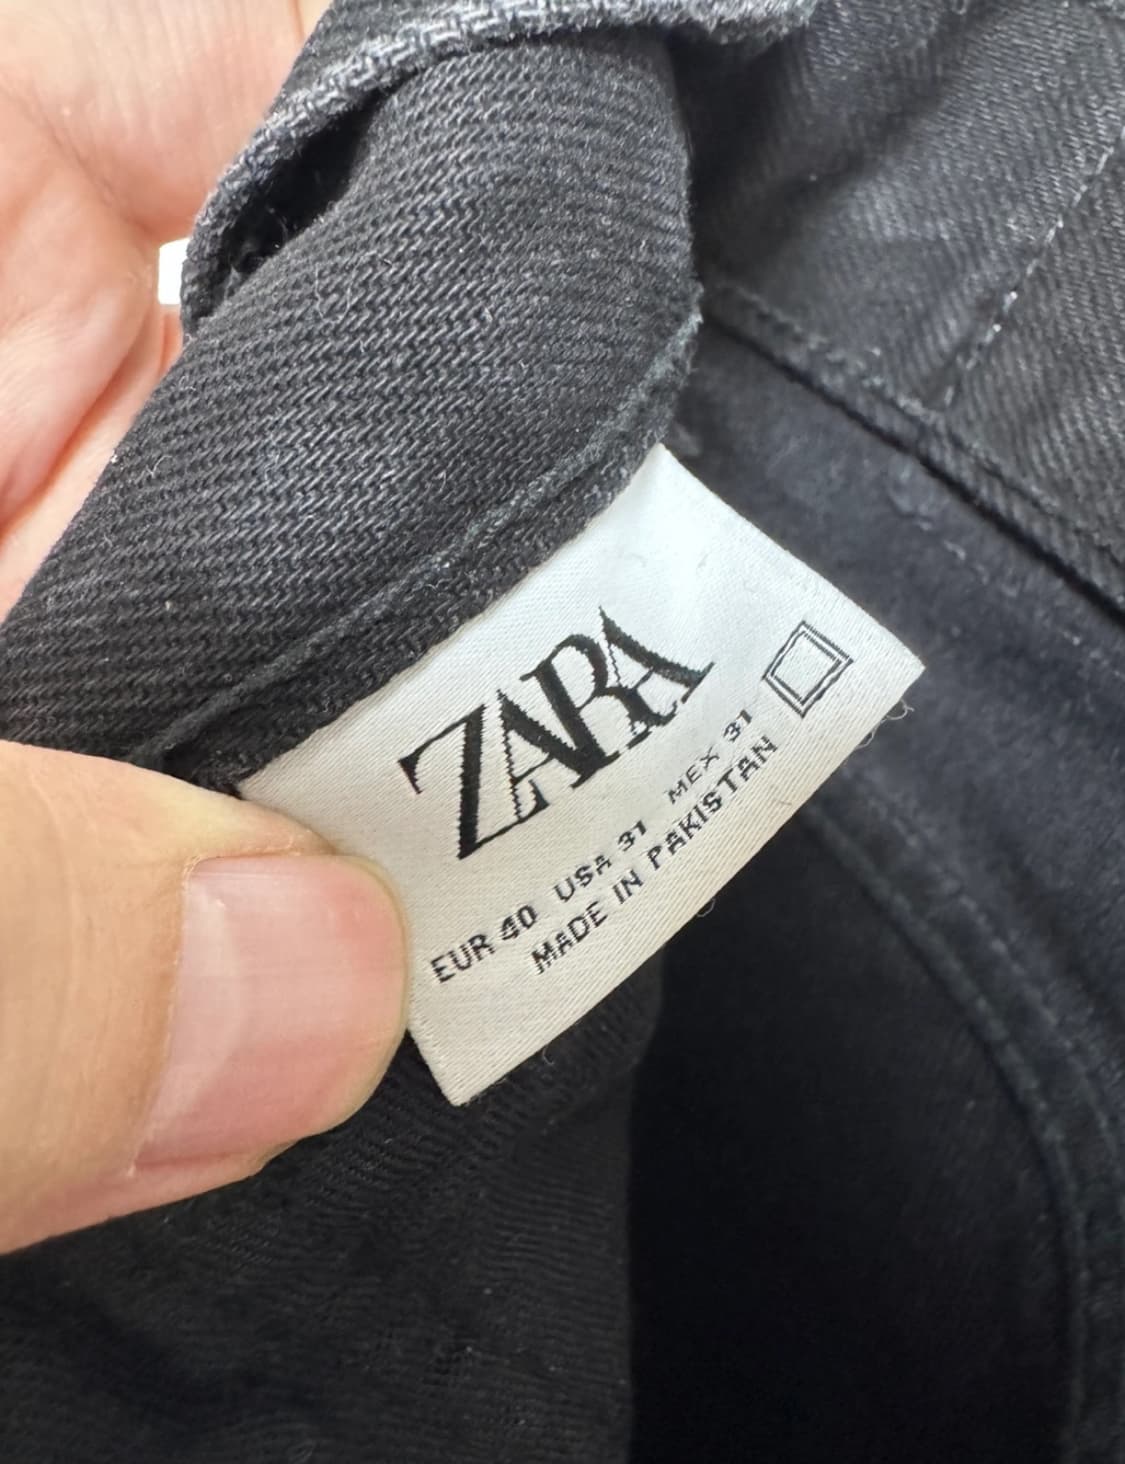 ZARA
EUR 40 USA 31 MEX 31
MADE IN PAKISTAN